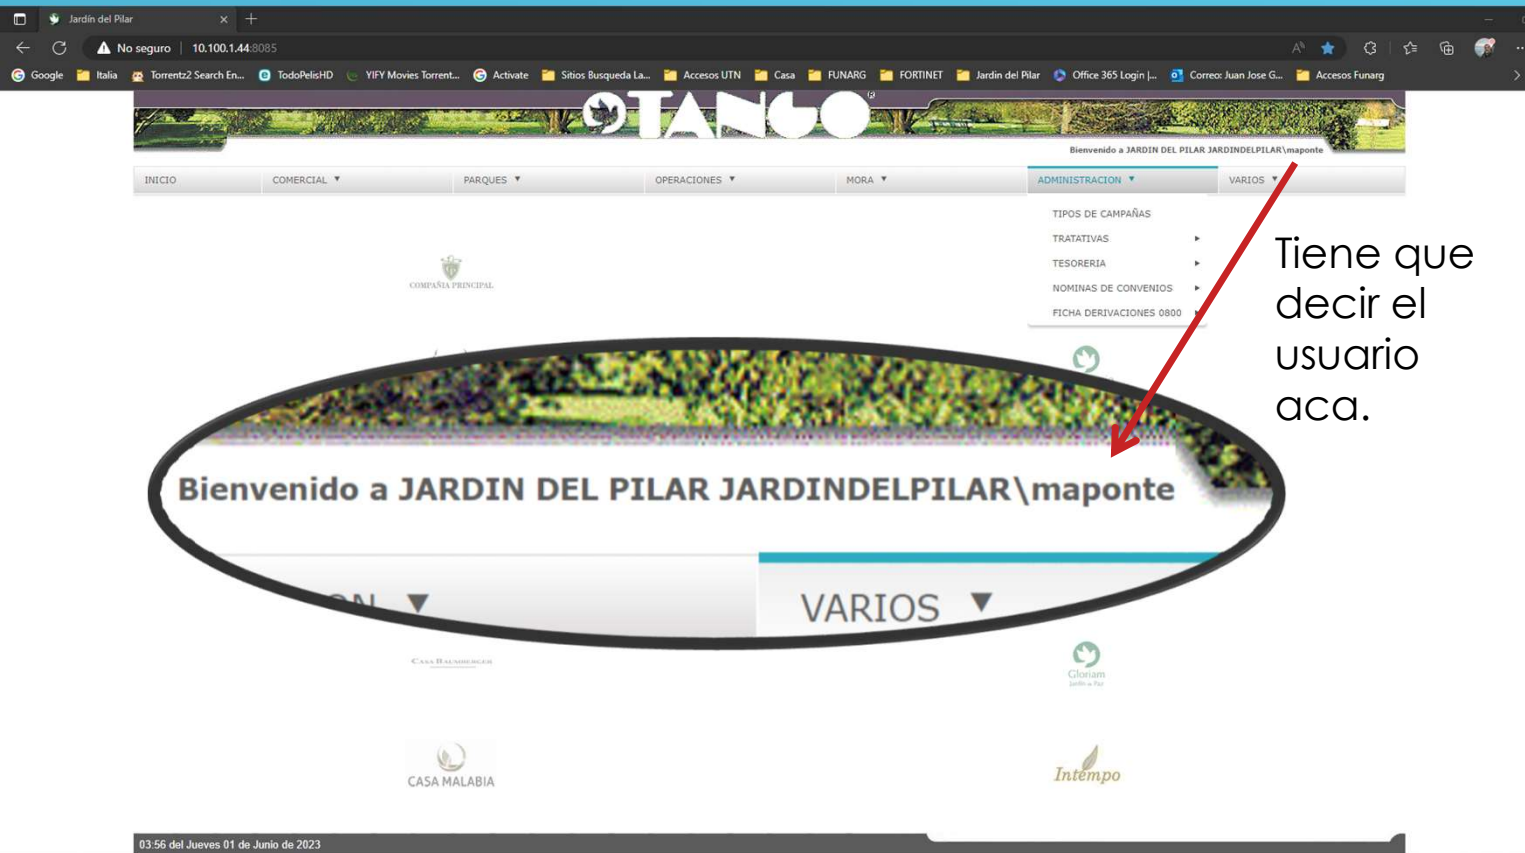 Jardín del Pilar
No seguro | 10.100.1.44:8085
Google Italia Torrentz2 Search En... TodoPelisHD YIFY Movies Torrent... Activate Sitios Busqueda La... Accesos UTN Casa FUNARG FORTINET Jardin del Pilar Office 365 Login |... Correo: Juan Jose G... Accesos Funarg
TANGO
Bienvenido a JARDIN DEL PILAR JARDINDELPILAR\maponte
INICIO COMERCIAL PARQUES OPERACIONES MORA ADMINISTRACION VARIOS
TIPOS DE CAMPAÑAS
TRATATIVAS
TESORERIA
NOMINAS DE CONVENIOS
FICHA DERIVACIONES 0800
COMPAÑIA PRINCIPAL
Tiene que
decir el
usuario
aca.
Bienvenido a JARDIN DEL PILAR JARDINDELPILAR\maponte
VARIOS
CASA BAUMBERGER
Gloriam
CASA MALABIA
Intempo
03:56 del Jueves 01 de Junio de 2023